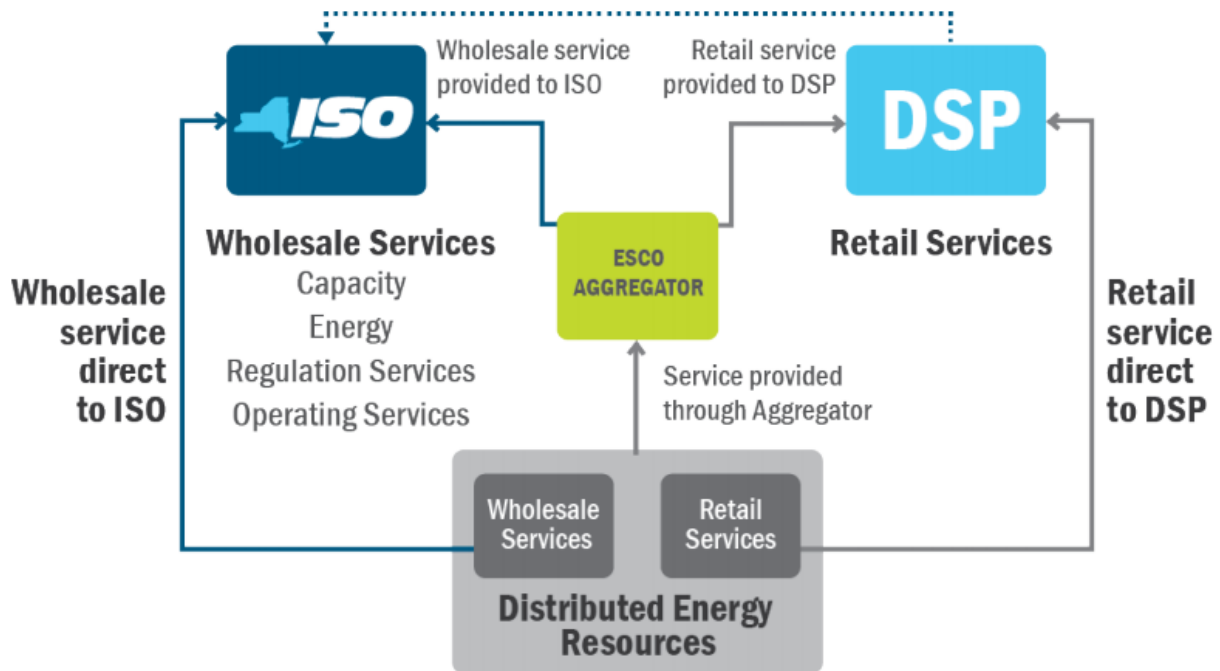 Wholesale service
provided to ISO
Retail service
provided to DSP
ISO
DSP
Wholesale Services
Capacity
Energy
Regulation Services
Operating Services
ESCO
AGGREGATOR
Retail Services
Wholesale
service
direct
to ISO
Retail
service
direct
to DSP
Service provided
through Aggregator
Wholesale
Services
Retail
Services
Distributed Energy
Resources